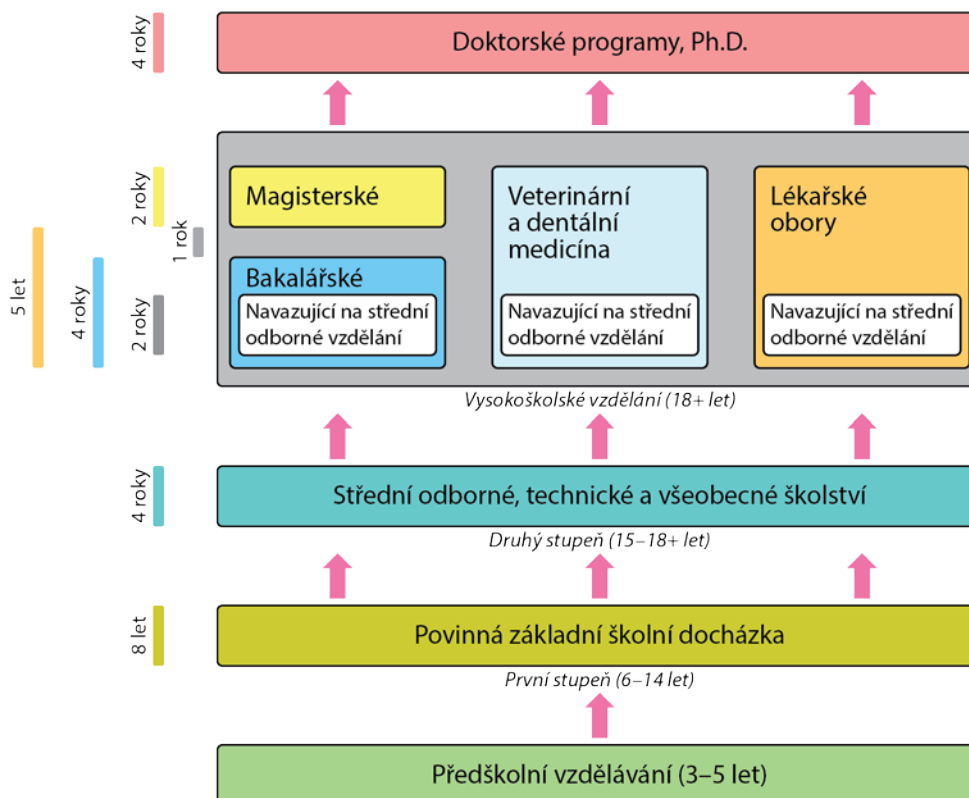 4 roky
Doktorské programy, Ph.D.
2 roky
1 rok
5 let
4 roky
2 roky
Magisterské
Bakalářské
Navazující na střední
odborné vzdělání
Veterinární
a dentální
medicína
Navazující na střední
odborné vzdělání
Lékařské
obory
Navazující na střední
odborné vzdělání
Vysokoškolské vzdělání (18+ let)
4 roky
Střední odborné, technické a všeobecné školství
Druhý stupeň (15–18+ let)
8 let
Povinná základní školní docházka
První stupeň (6–14 let)
Předškolní vzdělávání (3–5 let)